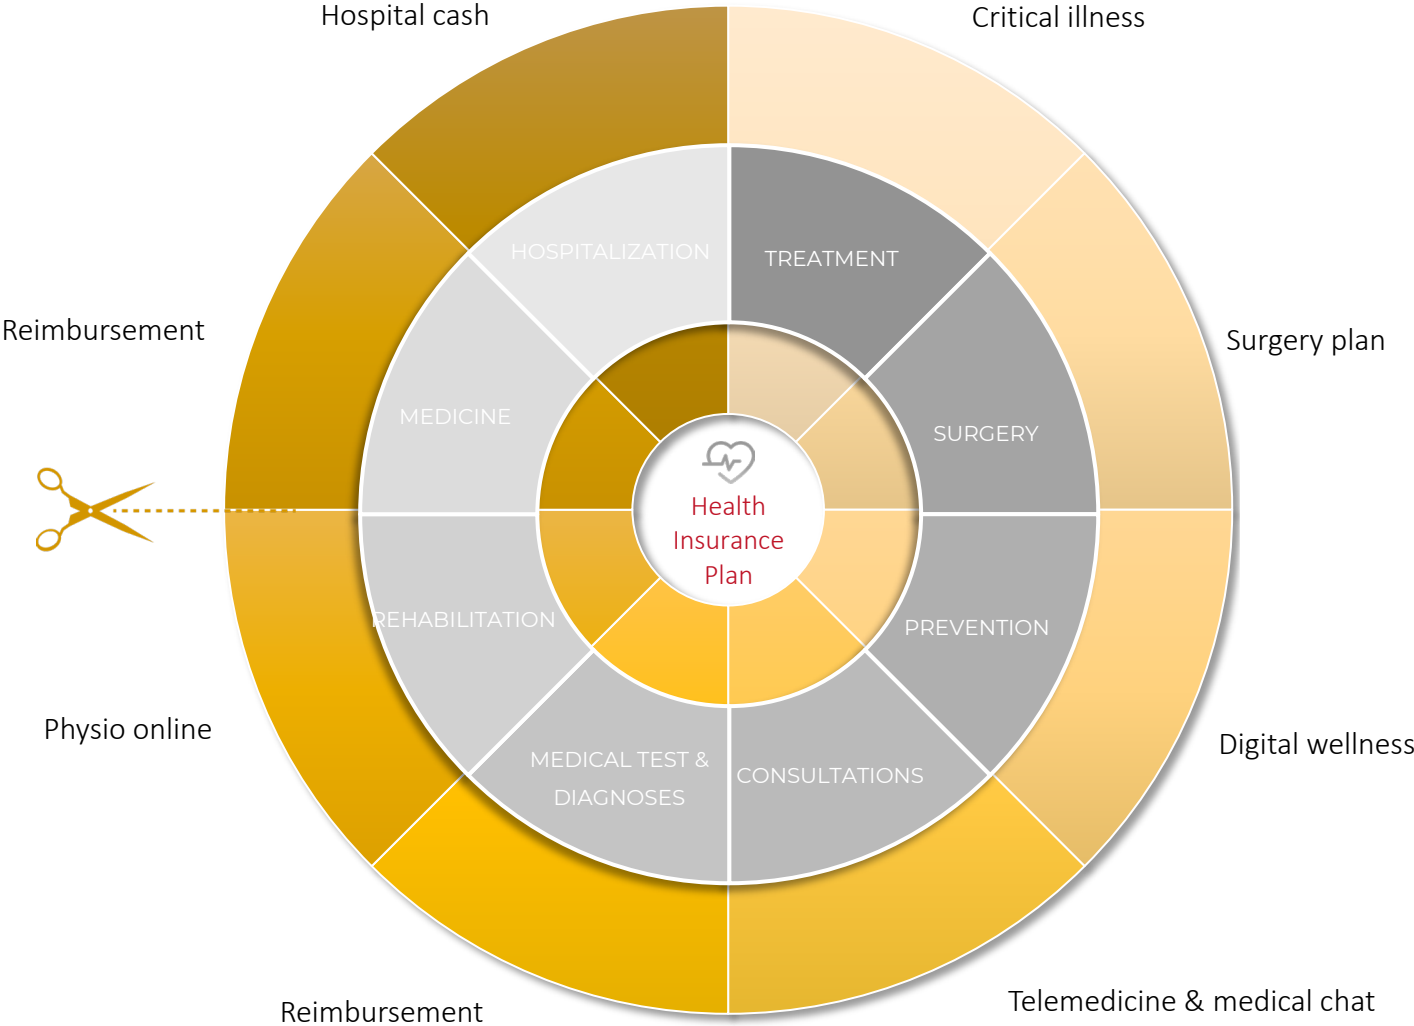 Hospital cash
Critical illness
HOSPITALIZATION
TREATMENT
Reimbursement
Surgery plan
MEDICINE
SURGERY
Health
Insurance
Plan
REHABILITATION
PREVENTION
Physio online
Digital wellness
MEDICAL TEST &
DIAGNOSES
CONSULTATIONS
Reimbursement
Telemedicine & medical chat